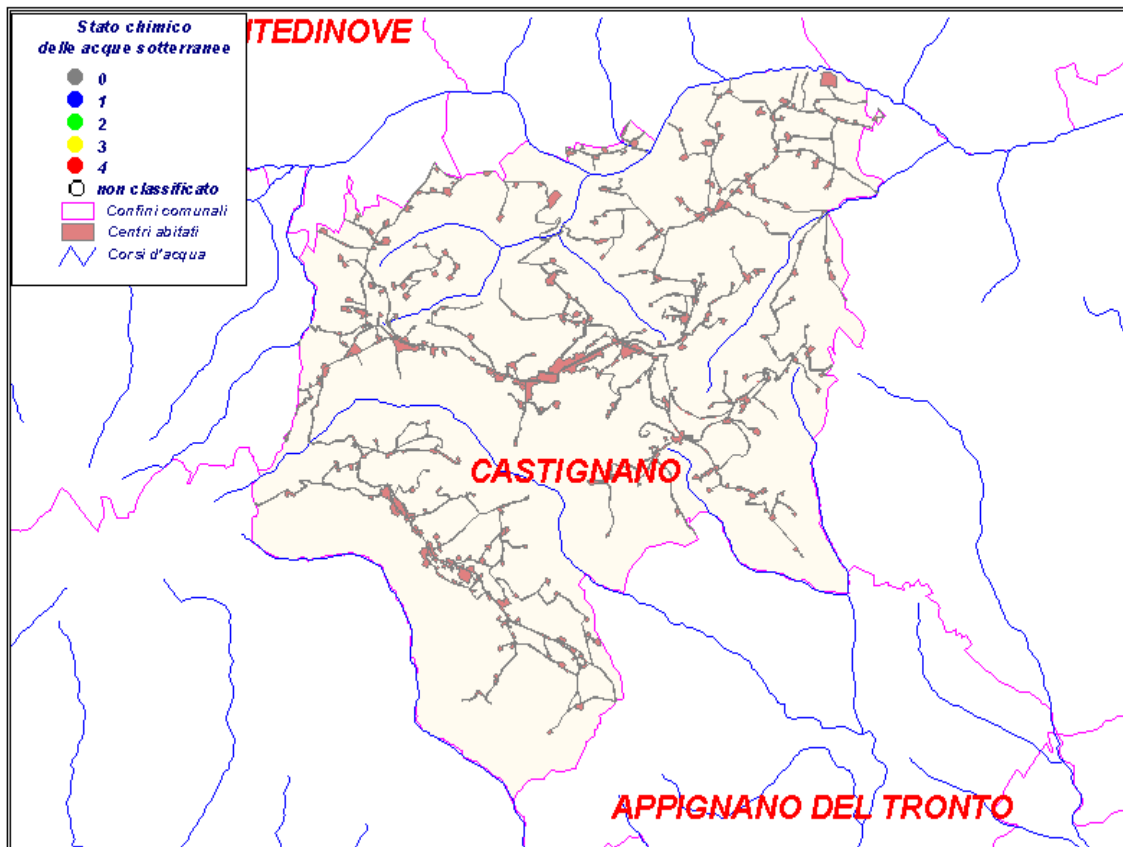 Stato chimico
delle acque sotterranee
0
1
2
3
4
non classificato
Confini comunali
Centri abitati
Corsi d'acqua
NTEDINOVE
CASTIGNANO
APPIGNANO DEL TRONTO